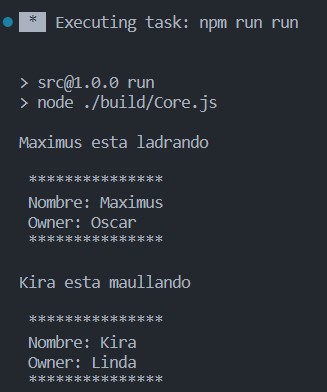 * Executing task: npm run run
> src@1.0.0 run
> node ./build/Core.js
Maximus esta ladrando
***************
Nombre: Maximus
Owner: Oscar
***************
Kira esta maullando
***************
Nombre: Kira
Owner: Linda
***************